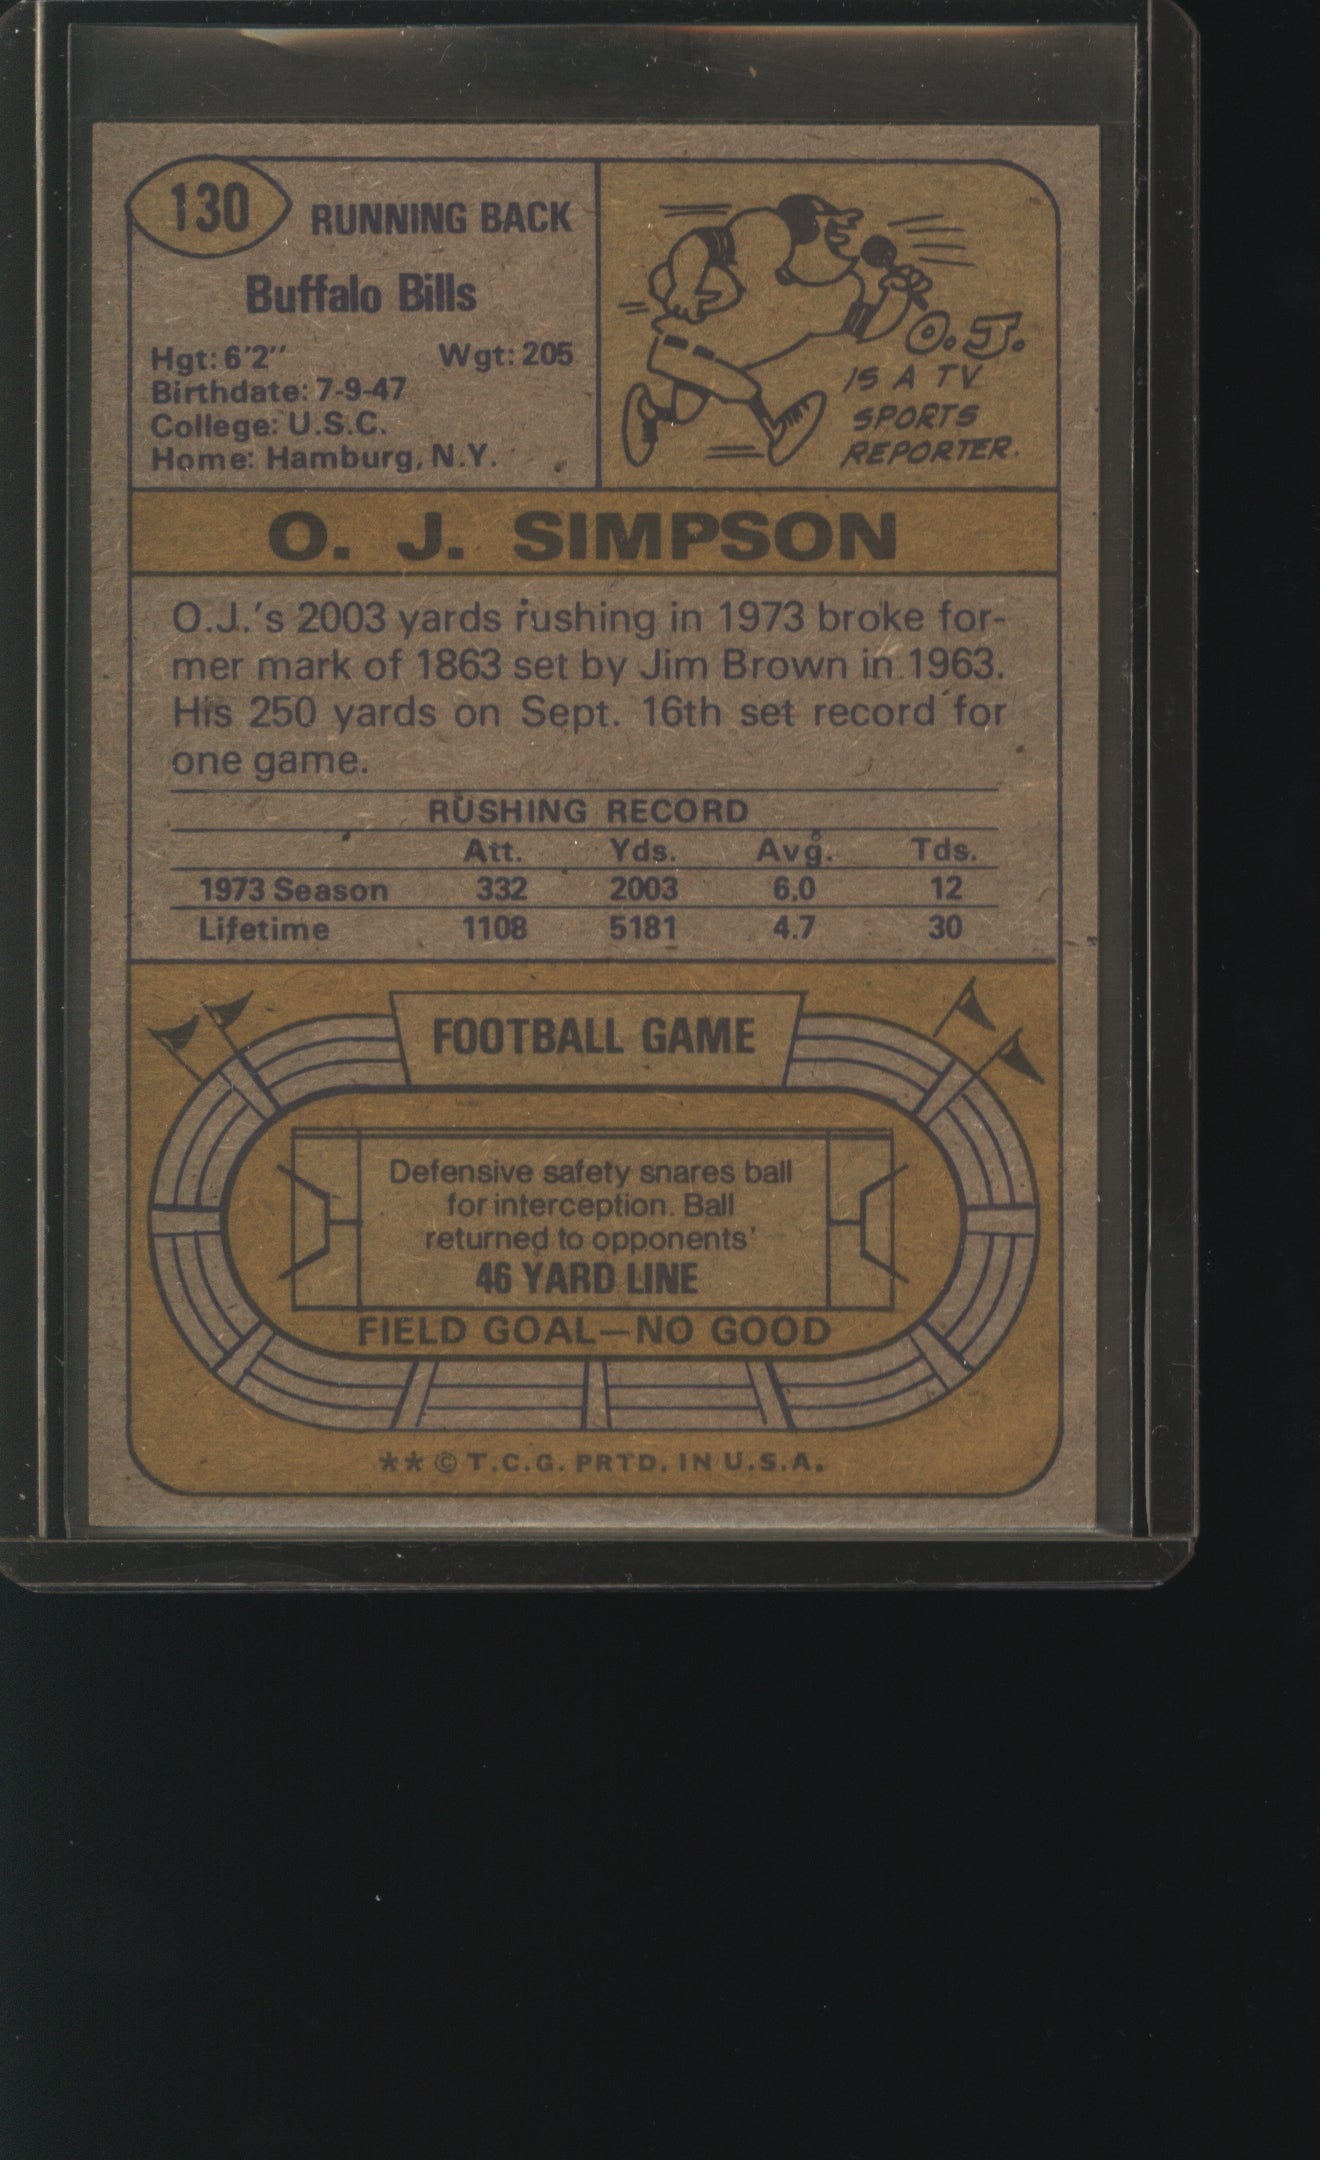 130
RUNNING BACK
Buffalo Bills
Hgt: 6'2" Wgt: 205
Birthdate: 7-9-47
College: U.S.C.
Home: Hamburg, N.Y.
O.J.
IS A TV
SPORTS
REPORTER.
O. J. SIMPSON
O.J.'s 2003 yards rushing in 1973 broke for-
mer mark of 1863 set by Jim Brown in 1963.
His 250 yards on Sept. 16th set record for
one game.
RUSHING RECORD
Att. Yds. Avg. Tds.
1973 Season 332 2003 6.0 12
Lifetime 1108 5181 4.7 30
FOOTBALL GAME
Defensive safety snares ball
for interception. Ball
returned to opponents'
46 YARD LINE
FIELD GOAL—NO GOOD
** © T.C.G. PRTD. IN U.S.A.